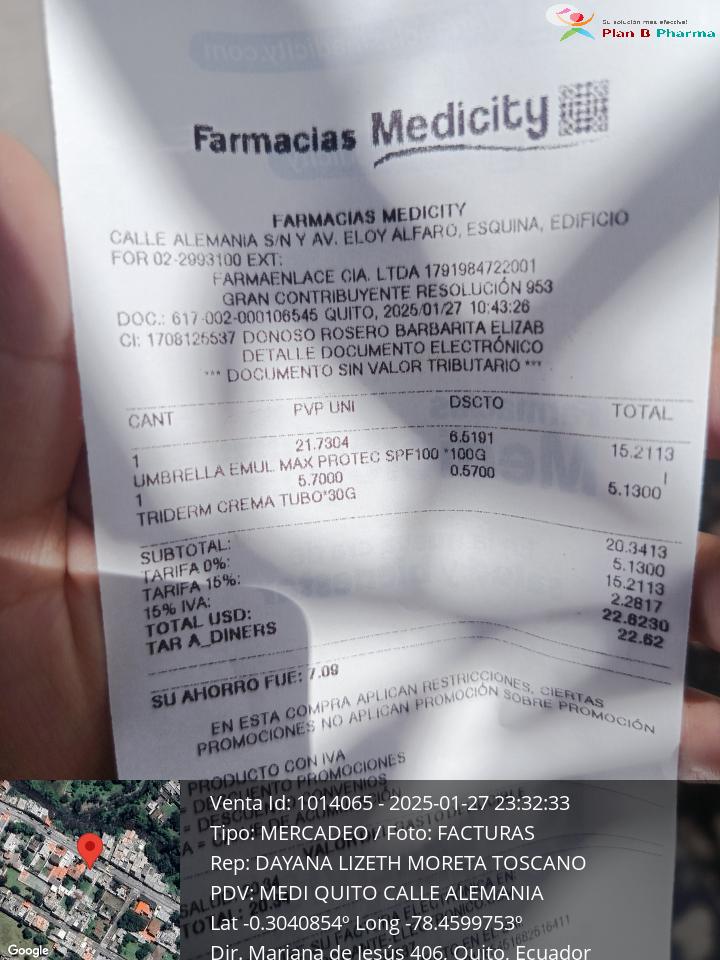 Su solución más efectiva!
Plan B Pharma
Farmacias Medicity
FARMACIAS MEDICITY
CALLE ALEMANIA S/N Y AV. ELOY ALFARO, ESQUINA, EDIFICIO
FOR 02-2993100 EXT:
FARMAENLACE CIA. LTDA 1791984722001
GRAN CONTRIBUYENTE RESOLUCIÓN 953
DOC.: 617-002-000106545 QUITO, 2025/01/27 10:43:26
CI: 1708125537 DONOSO ROSERO BARBARITA ELIZAB
DETALLE DOCUMENTO ELECTRÓNICO
*** DOCUMENTO SIN VALOR TRIBUTARIO ***
CANT PVP UNI DSCTO TOTAL
1 21.7304 6.5191 15.2113
UMBRELLA EMUL MAX PROTEC SPF100 *100G I
1 5.7000 0.5700 5.1300
TRIDERM CREMA TUBO*30G
SUBTOTAL: 20.3413
TARIFA 0%: 5.1300
TARIFA 15%: 15.2113
15% IVA: 2.2817
TOTAL USD: 22.6230
TAR A_DINERS 22.62
SU AHORRO FUE: 7.09
EN ESTA COMPRA APLICAN RESTRICCIONES, CIERTAS
PROMOCIONES NO APLICAN PROMOCIÓN SOBRE PROMOCIÓN
PRODUCTO CON IVA
= DESCUENTO PROMOCIONES
= DESCUENTO CONVENIOS
Venta Id: 1014065 - 2025-01-27 23:32:33
Tipo: MERCADEO / Foto: FACTURAS
Rep: DAYANA LIZETH MORETA TOSCANO
PDV: MEDI QUITO CALLE ALEMANIA
Lat -0.3040854º Long -78.4599753º
Dir. Mariana de Jesús 406, Quito, Ecuador
Google